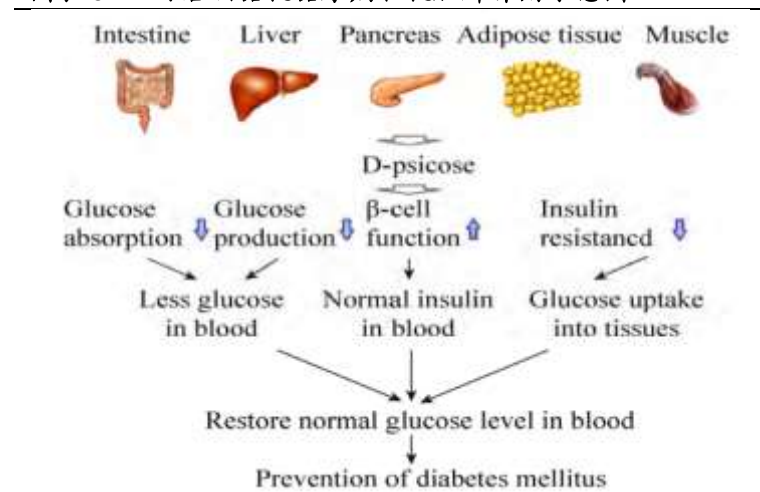 Intestine Liver Pancreas Adipose tissue Muscle
D-psicose
Glucose absorption
Glucose production
β-cell function
Insulin resistancd
Less glucose in blood
Normal insulin in blood
Glucose uptake into tissues
Restore normal glucose level in blood
Prevention of diabetes mellitus